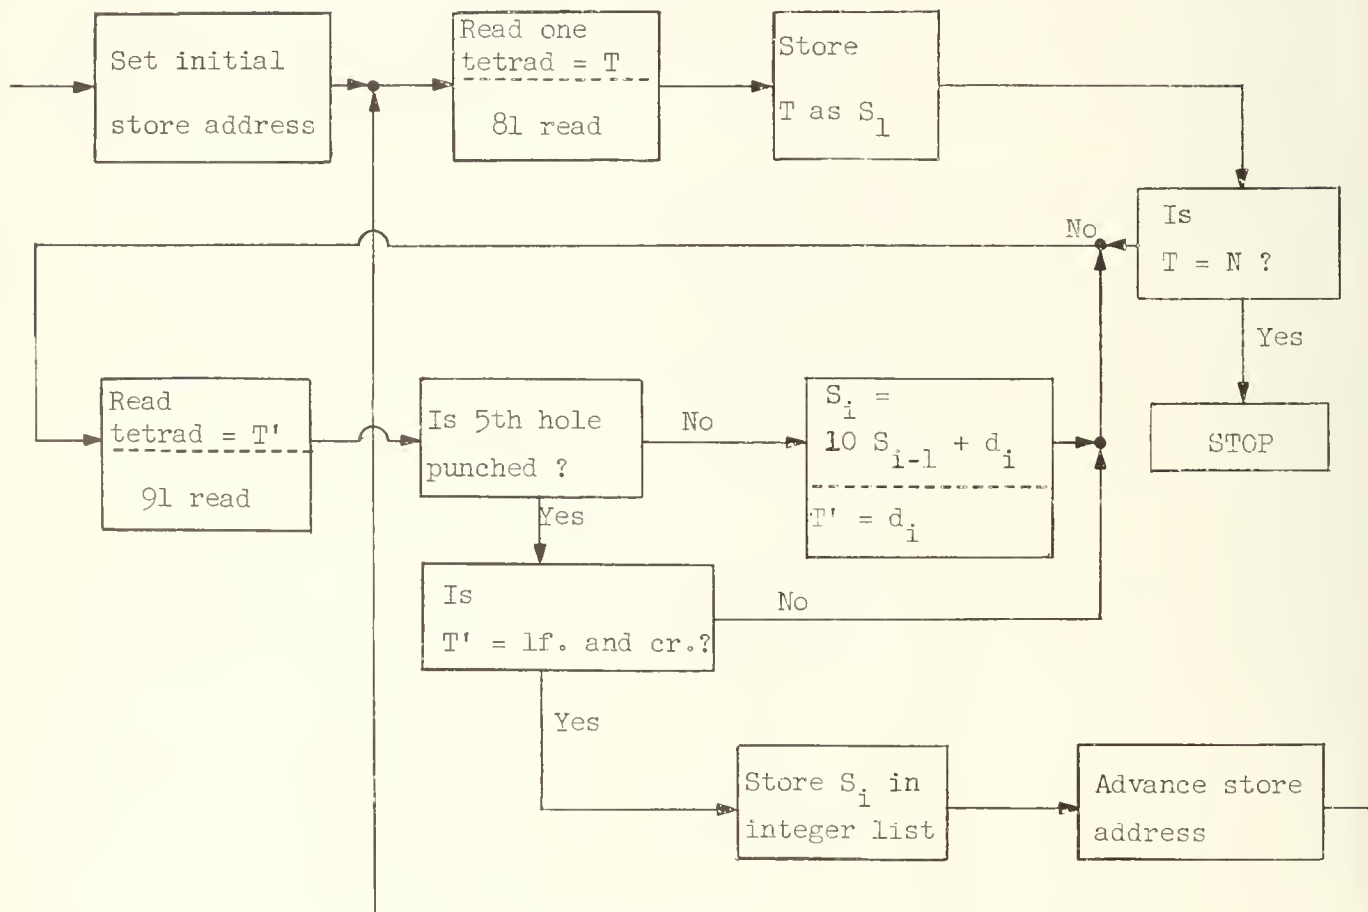 Set initial
store address
Read one
tetrad = T
81 read
Store
T as S1
Is
T = N ?
No
Yes
STOP
Read
tetrad = T'
91 read
Is 5th hole
punched ?
No
Yes
Si =
10 Si-1 + di
T' = di
Is
T' = lf. and cr.?
No
Yes
Store Si in
integer list
Advance store
address